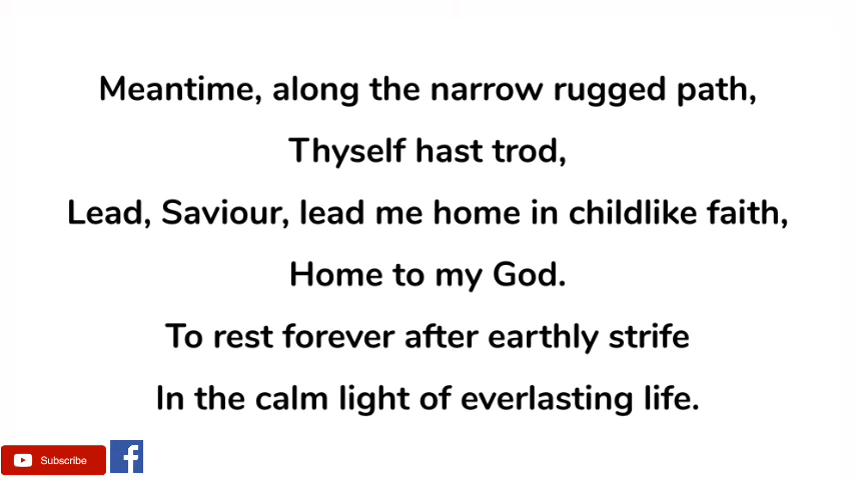 Meantime, along the narrow rugged path,
Thyself hast trod,
Lead, Saviour, lead me home in childlike faith,
Home to my God.
To rest forever after earthly strife
In the calm light of everlasting life.
Subscribe